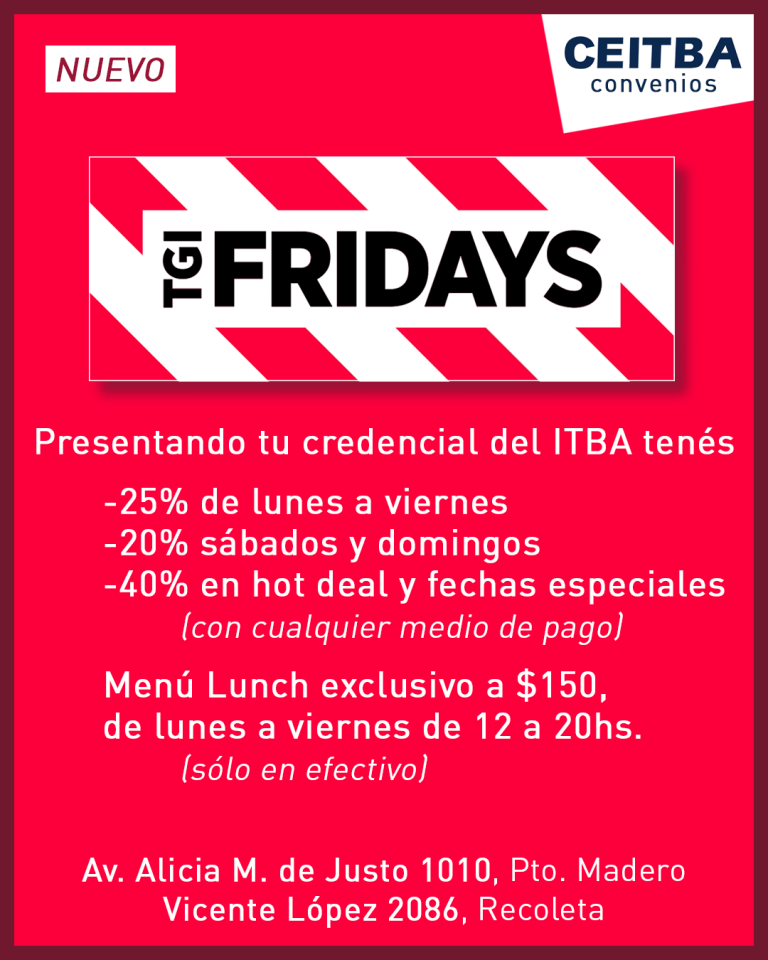 NUEVO
CEITBA
convenios
TGI FRIDAYS
Presentando tu credencial del ITBA tenés
-25% de lunes a viernes
-20% sábados y domingos
-40% en hot deal y fechas especiales
(con cualquier medio de pago)
Menú Lunch exclusivo a $150,
de lunes a viernes de 12 a 20hs.
(sólo en efectivo)
Av. Alicia M. de Justo 1010, Pto. Madero
Vicente López 2086, Recoleta